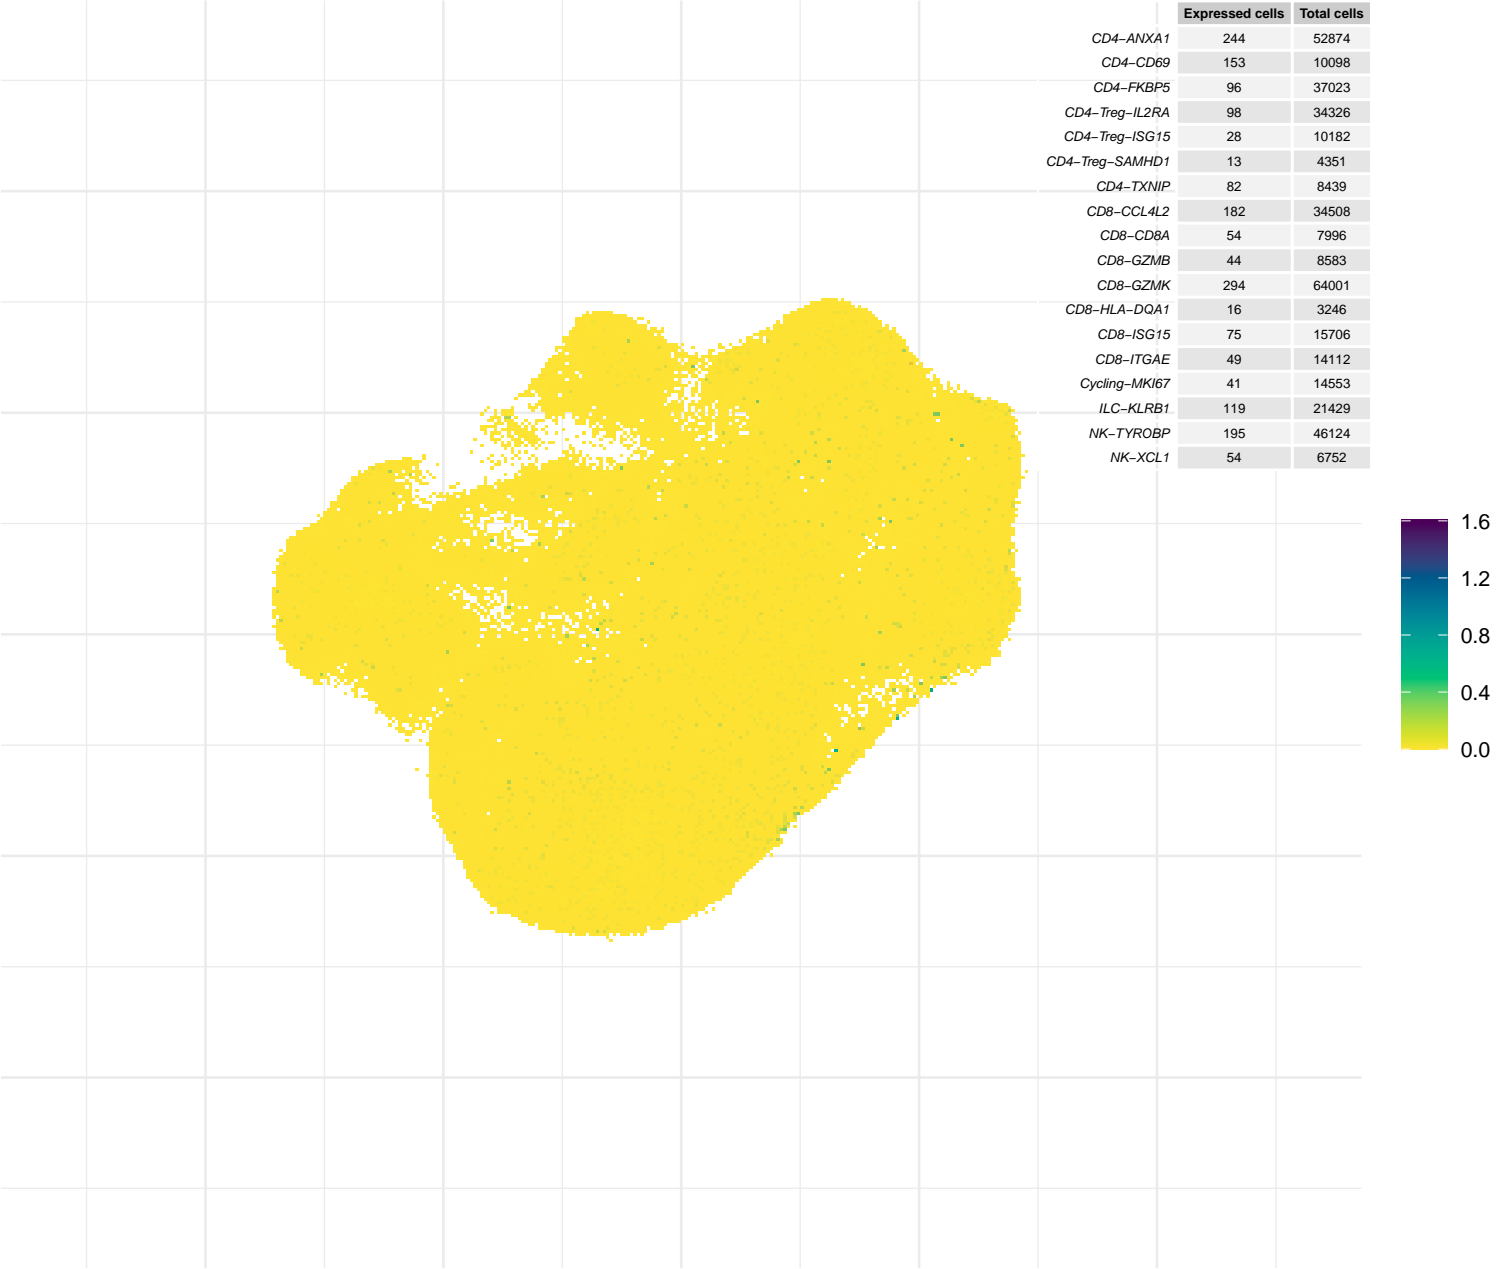 Expressed cells Total cells
CD4−ANXA1 244 52874
CD4−CD69 153 10098
CD4−FKBP5 96 37023
CD4−Treg−IL2RA 98 34326
CD4−Treg−ISG15 28 10182
CD4−Treg−SAMHD1 13 4351
CD4−TXNIP 82 8439
CD8−CCL4L2 182 34508
CD8−CD8A 54 7996
CD8−GZMB 44 8583
CD8−GZMK 294 64001
CD8−HLA−DQA1 16 3246
CD8−ISG15 75 15706
CD8−ITGAE 49 14112
Cycling−MKI67 41 14553
ILC−KLRB1 119 21429
NK−TYROBP 195 46124
NK−XCL1 54 6752
1.6
1.2
0.8
0.4
0.0